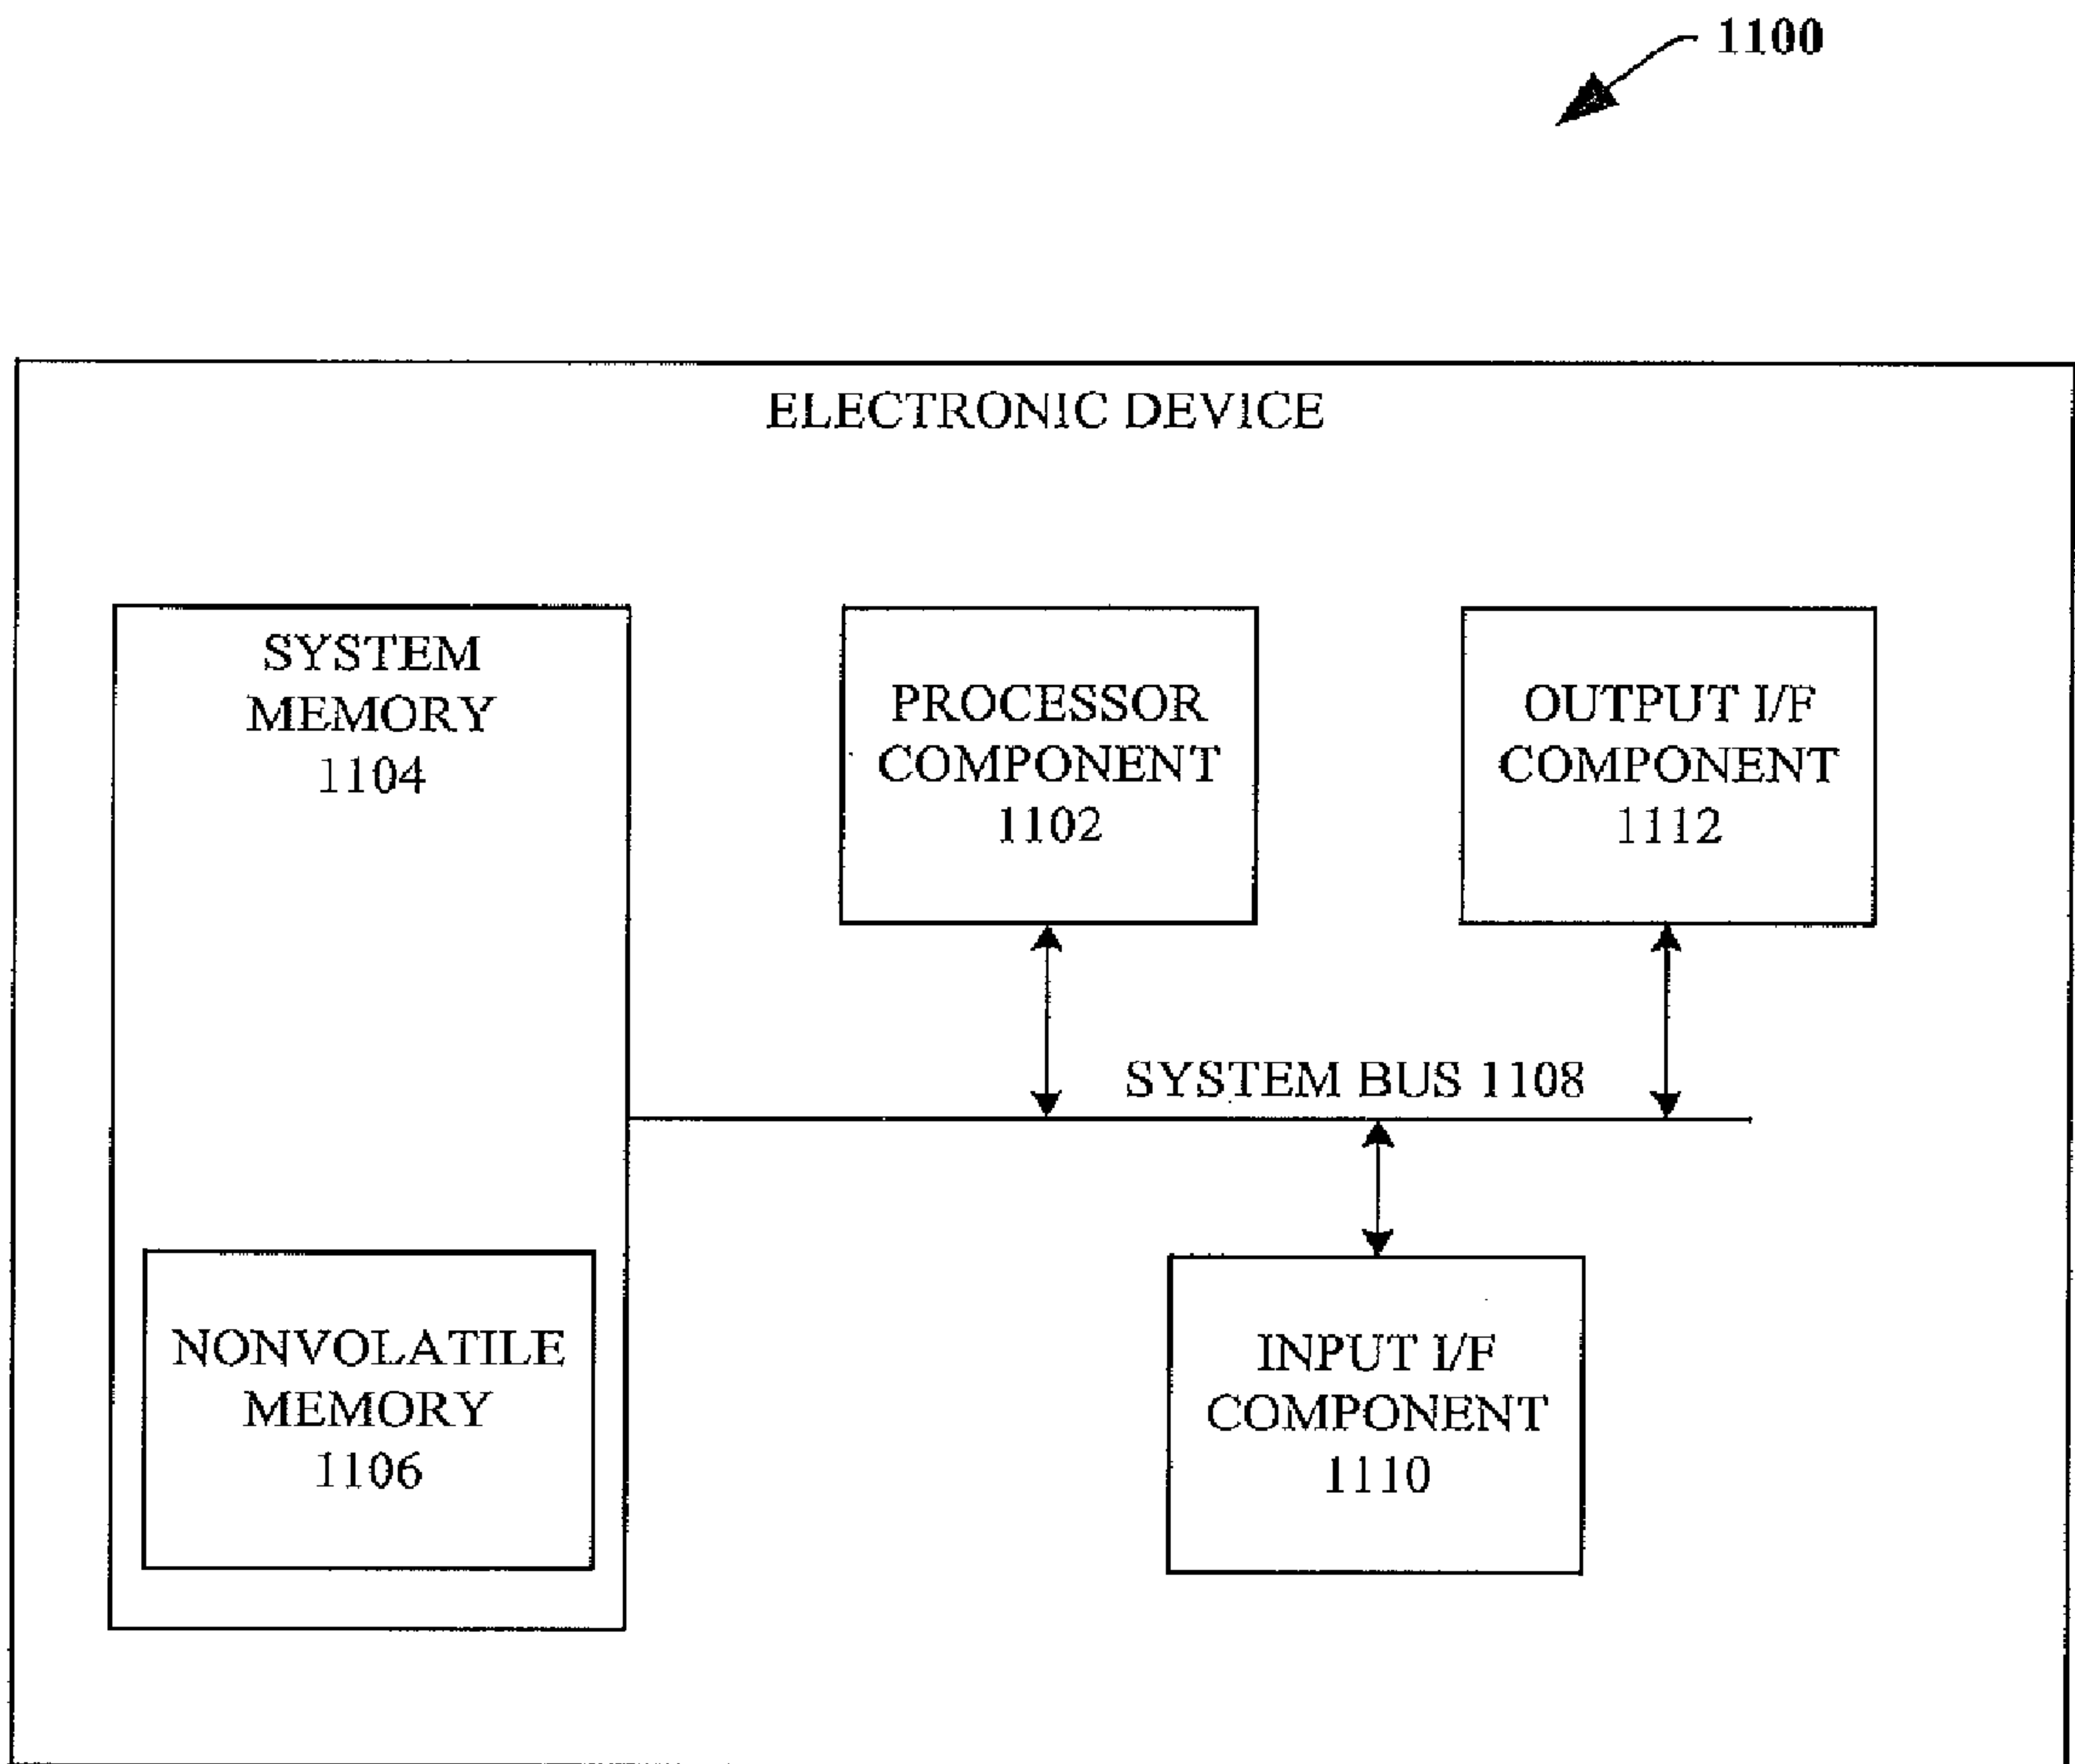 1100
ELECTRONIC DEVICE
SYSTEM
MEMORY
1104
PROCESSOR
COMPONENT
1102
OUTPUT I/F
COMPONENT
1112
SYSTEM BUS 1108
NONVOLATILE
MEMORY
1106
INPUT I/F
COMPONENT
1110